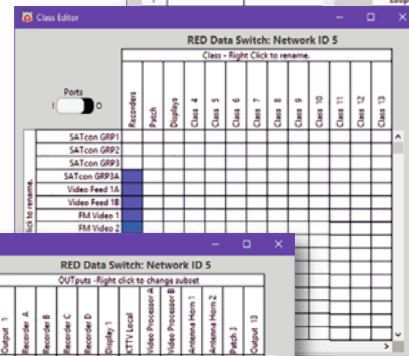 Class Editor
RED Data Switch: Network ID 5
Class - Right Click to rename.
Ports
I O
Recorders
Patch
Displays
Class 4
Class 5
Class 6
Class 7
Class 8
Class 9
Class 10
Class 11
Class 12
Class 13
SATcon GRP1
SATcon GRP2
SATcon GRP3
SATcon GRP3A
Video Feed 1A
Video Feed 1B
FM Video 1
FM Video 2
lick to rename.
RED Data Switch: Network ID 5
OUTputs -Right click to change subset
Output 1
Recorder A
Recorder B
Recorder C
Recorder D
Display 1
KTTV Local
Video Processor A
Video Processor B
Antenna Horn 1
Antenna Horn 2
Patch 3
Output 13